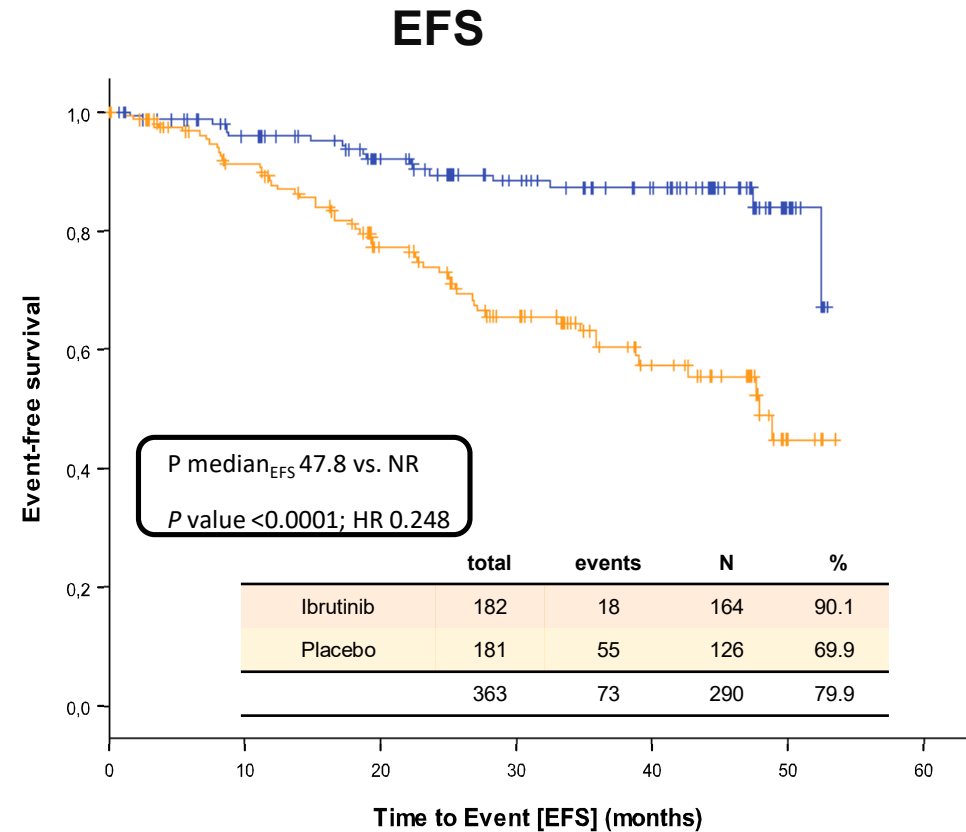 EFS
Event-free survival
1,0
0,8
0,6
0,4
0,2
0,0
P median EFS 47.8 vs. NR
P value <0.0001; HR 0.248
total events N %
Ibrutinib 182 18 164 90.1
Placebo 181 55 126 69.9
363 73 290 79.9
0 10 20 30 40 50 60
Time to Event [EFS] (months)